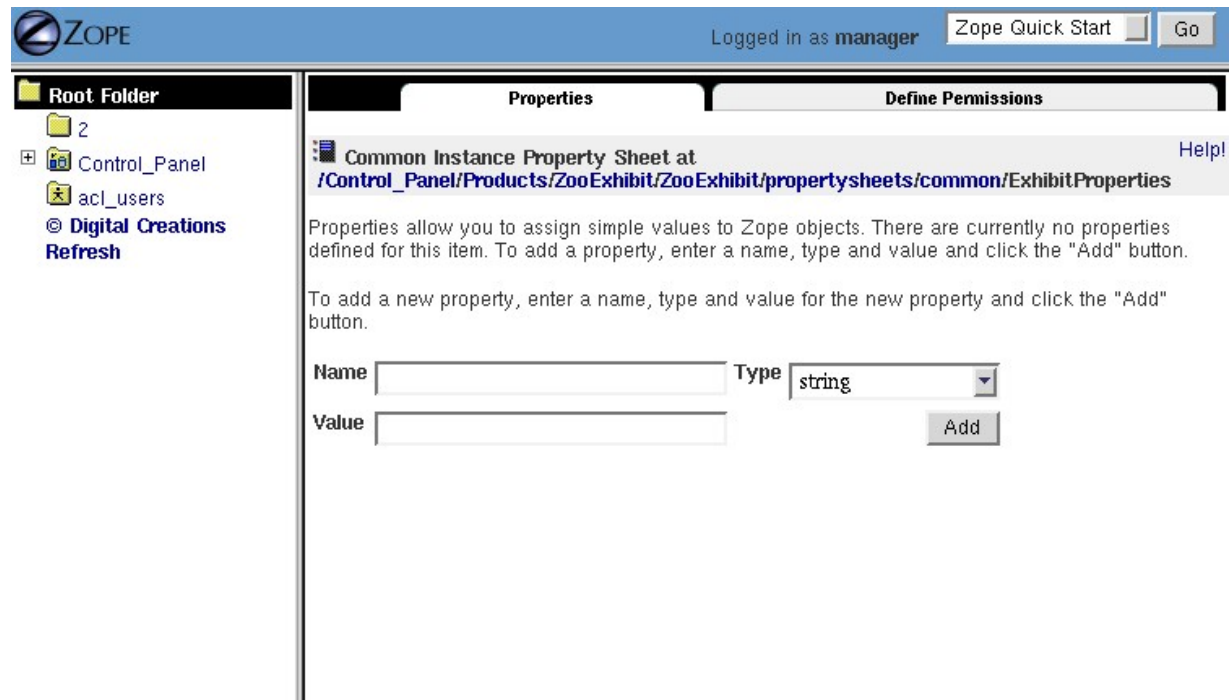 ZOPE
Logged in as manager
Zope Quick Start
Go
Root Folder
2
Control_Panel
acl_users
© Digital Creations
Refresh
Properties
Define Permissions
Common Instance Property Sheet at
Help!
/Control_Panel/Products/ZooExhibit/ZooExhibit/propertysheets/common/ExhibitProperties
Properties allow you to assign simple values to Zope objects. There are currently no properties
defined for this item. To add a property, enter a name, type and value and click the "Add" button.
To add a new property, enter a name, type and value for the new property and click the "Add"
button.
Name
Type
string
Value
Add